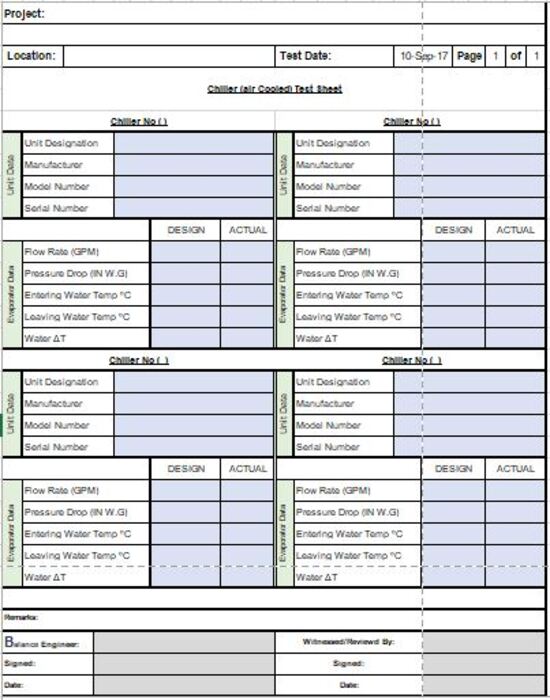 Project:
Location: Test Date: 10-Sep-17 Page 1 of 1
Chiller (air Cooled) Test Sheet
Chiller No ( ) Chiller No ( )
Unit Data Unit Designation Unit Data Unit Designation
Manufacturer Manufacturer
Model Number Model Number
Serial Number Serial Number
DESIGN ACTUAL DESIGN ACTUAL
Evaporator Data Flow Rate (GPM) Evaporator Data Flow Rate (GPM)
Pressure Drop (IN W.G) Pressure Drop (IN W.G)
Entering Water Temp °C Entering Water Temp °C
Leaving Water Temp °C Leaving Water Temp °C
Water ΔT Water ΔT
Chiller No ( ) Chiller No ( )
Unit Data Unit Designation Unit Data Unit Designation
Manufacturer Manufacturer
Model Number Model Number
Serial Number Serial Number
DESIGN ACTUAL DESIGN ACTUAL
Evaporator Data Flow Rate (GPM) Evaporator Data Flow Rate (GPM)
Pressure Drop (IN W.G) Pressure Drop (IN W.G)
Entering Water Temp °C Entering Water Temp °C
Leaving Water Temp °C Leaving Water Temp °C
Water ΔT Water ΔT
Remarks:
Balance Engineer: Witnessed/Reviewd By:
Signed: Signed:
Date: Date: